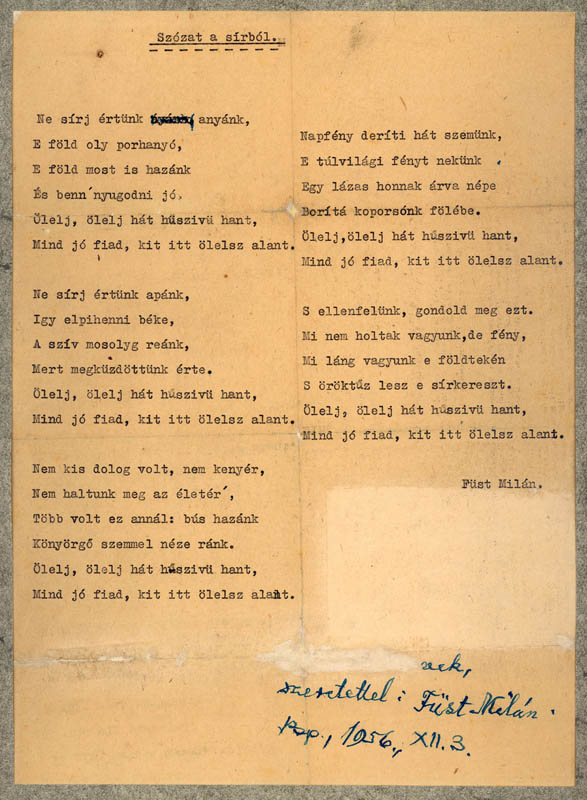 Szózat a sírból.
Ne sírj értünk anyánk,
E föld oly porhanyó,
E föld most is hazánk
És benn´nyugodni jó.
Ölelj, ölelj hát hűszivü hant,
Mind jó fiad, kit itt ölelsz alant.
Ne sírj értünk apánk,
Igy elpihenni béke,
A szív mosolyg reánk,
Mert megküzdöttünk érte.
Ölelj, ölelj hát hűszivü hant,
Mind jó fiad, kit itt ölelsz alant.
Nem kis dolog volt, nem kenyér,
Nem haltunk meg az életér´,
Több volt ez annál: bús hazánk
Könyörgő szemmel néze ránk.
Ölelj, ölelj hát hűszivü hant,
Mind jó fiad, kit itt ölelsz alant.
Napfény deríti hát szemünk,
E túlvilági fényt nekünk
Egy lázas honnak árva népe
Borítá koporsónk fölébe.
Ölelj,ölelj hát hűszivü hant,
Mind jó fiad, kit itt ölelsz alant.
S ellenfelünk, gondold meg ezt.
Mi nem holtak vagyunk,de fény,
Mi láng vagyunk e földtekén
S öröktűz lesz e sírkereszt.
Ölelj, ölelj hát hűszivü hant,
Mind jó fiad, kit itt ölelsz alant.
Füst Milán.
nek,
szeretettel: Füst Milán.
Bp., 1956., XII. 3.